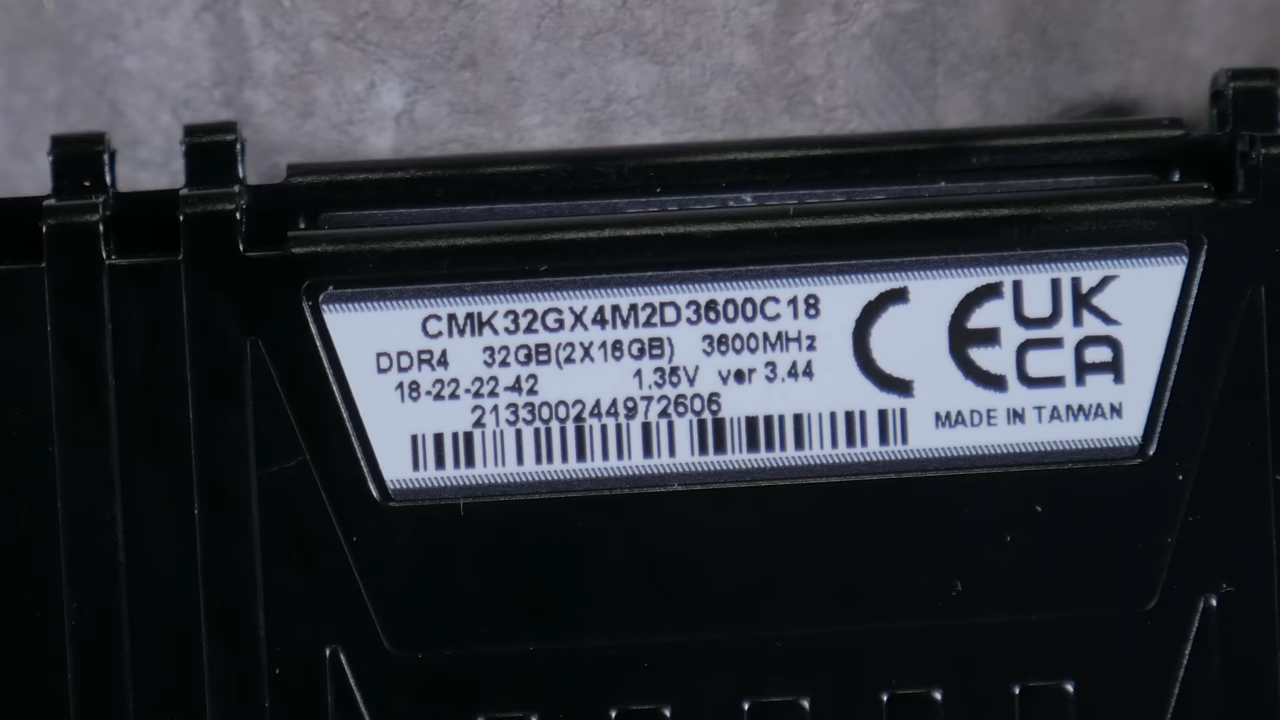 CMK32GX4M2D3600C18
DDR4 32GB(2X16GB) 3600MHz
18-22-22-42 1.35V ver 3.44
213300244972606
CE UK CA
MADE IN TAIWAN